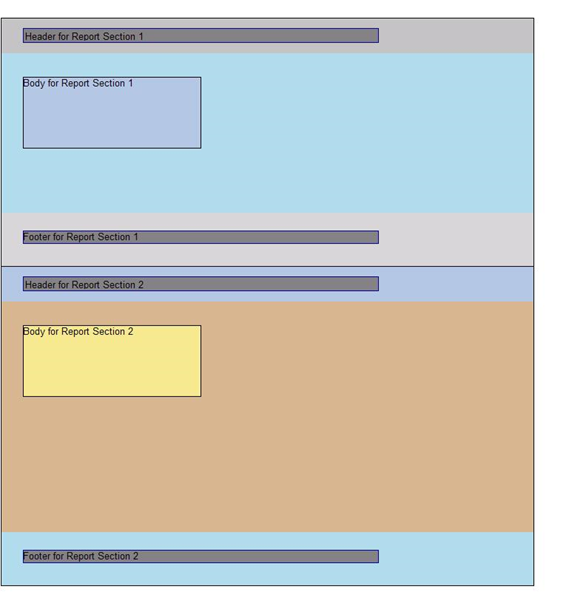 Header for Report Section 1
Body for Report Section 1
Footer for Report Section 1
Header for Report Section 2
Body for Report Section 2
Footer for Report Section 2